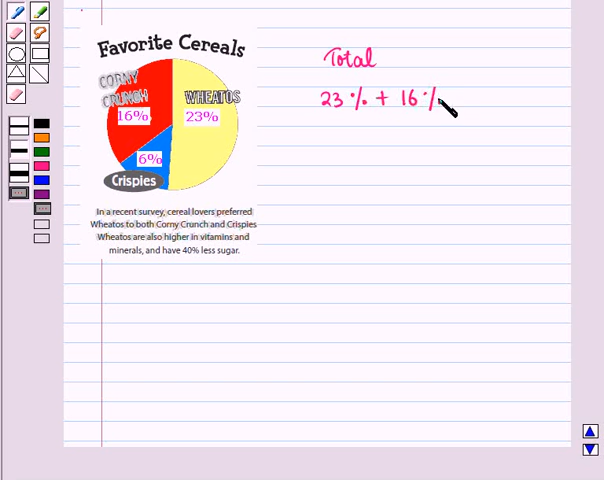 Favorite Cereals
CORNY
CRUNCH
16%
WHEATOS
23%
6%
Crispies
In a recent survey, cereal lovers preferred
Wheatos to both Corny Crunch and Crispies
Wheatos are also higher in vitamins and
minerals, and have 40% less sugar.
Total
23% + 16%